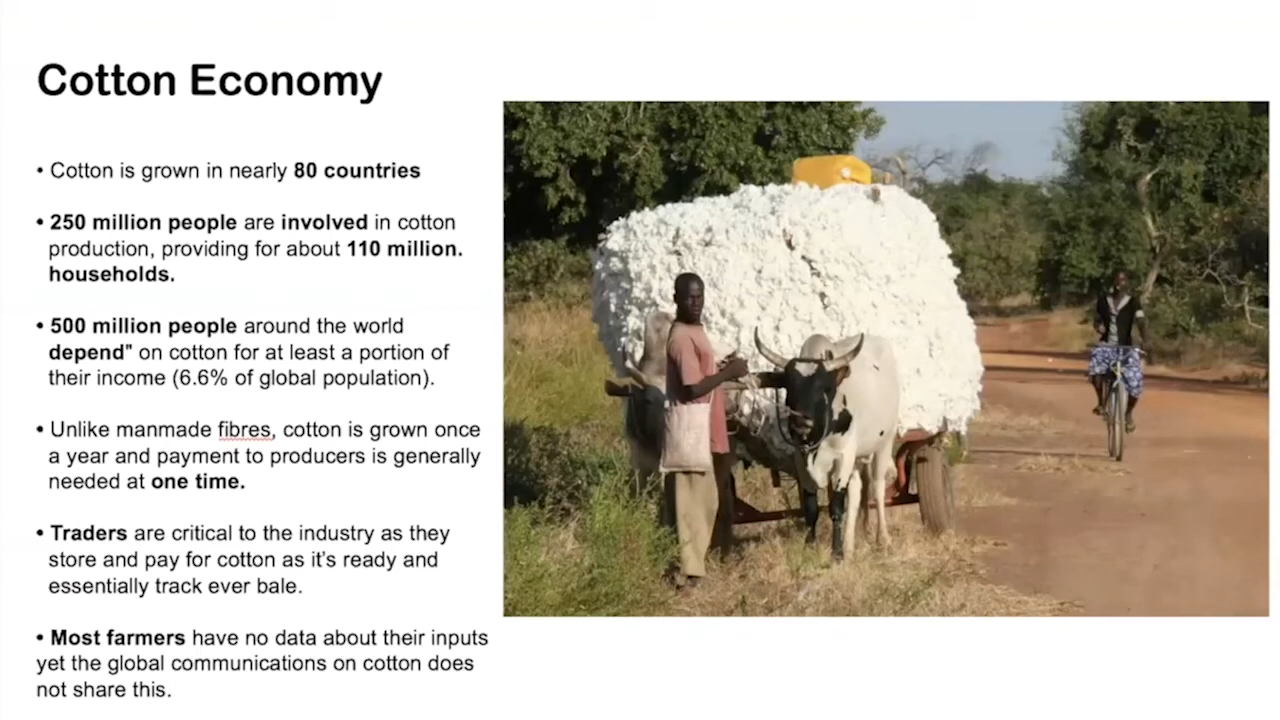 Cotton Economy
• Cotton is grown in nearly 80 countries
• 250 million people are involved in cotton
production, providing for about 110 million.
households.
• 500 million people around the world
depend" on cotton for at least a portion of
their income (6.6% of global population).
• Unlike manmade fibres, cotton is grown once
a year and payment to producers is generally
needed at one time.
• Traders are critical to the industry as they
store and pay for cotton as it's ready and
essentially track ever bale.
• Most farmers have no data about their inputs
yet the global communications on cotton does
not share this.